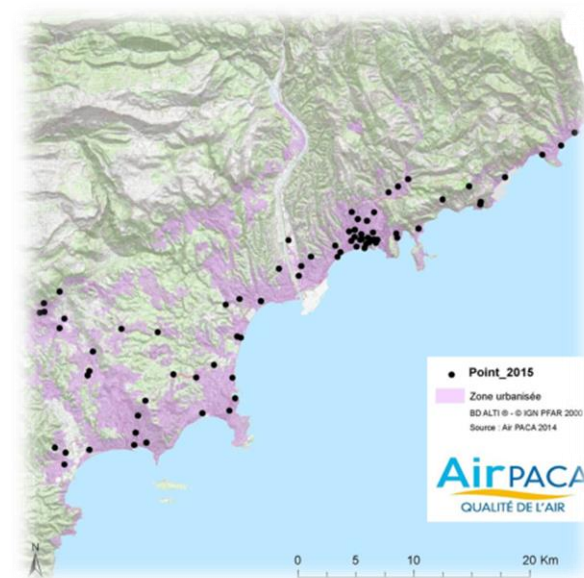 Point_2015
Zone urbanisée
BD ALTI ® - © IGN PFAR 2000
Source : Air PACA 2014
AirPACA
QUALITÉ DE L'AIR
N
0 5 10 20 Km